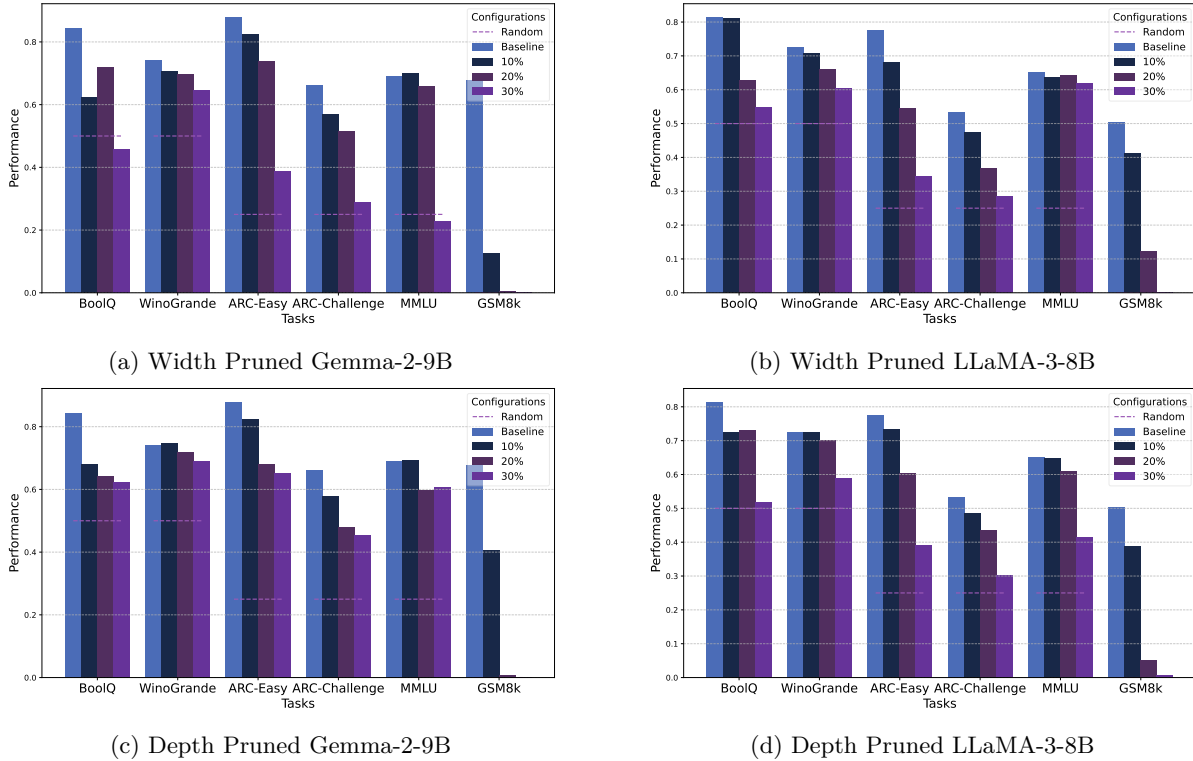 Configurations
Random
Baseline
10%
20%
30%
Performance
0.8
0.6
0.4
0.2
0.0
BoolQ WinoGrande ARC-Easy ARC-Challenge MMLU GSM8k
Tasks
(a) Width Pruned Gemma-2-9B
Configurations
Random
Baseline
10%
20%
30%
Performance
0.8
0.7
0.6
0.5
0.4
0.3
0.2
0.1
0.0
BoolQ WinoGrande ARC-Easy ARC-Challenge MMLU GSM8k
Tasks
(b) Width Pruned LLaMA-3-8B
Configurations
Random
Baseline
10%
20%
30%
Performance
0.8
0.6
0.4
0.2
0.0
BoolQ WinoGrande ARC-Easy ARC-Challenge MMLU GSM8k
Tasks
(c) Depth Pruned Gemma-2-9B
Configurations
Random
Baseline
10%
20%
30%
Performance
0.8
0.7
0.6
0.5
0.4
0.3
0.2
0.1
0.0
BoolQ WinoGrande ARC-Easy ARC-Challenge MMLU GSM8k
Tasks
(d) Depth Pruned LLaMA-3-8B